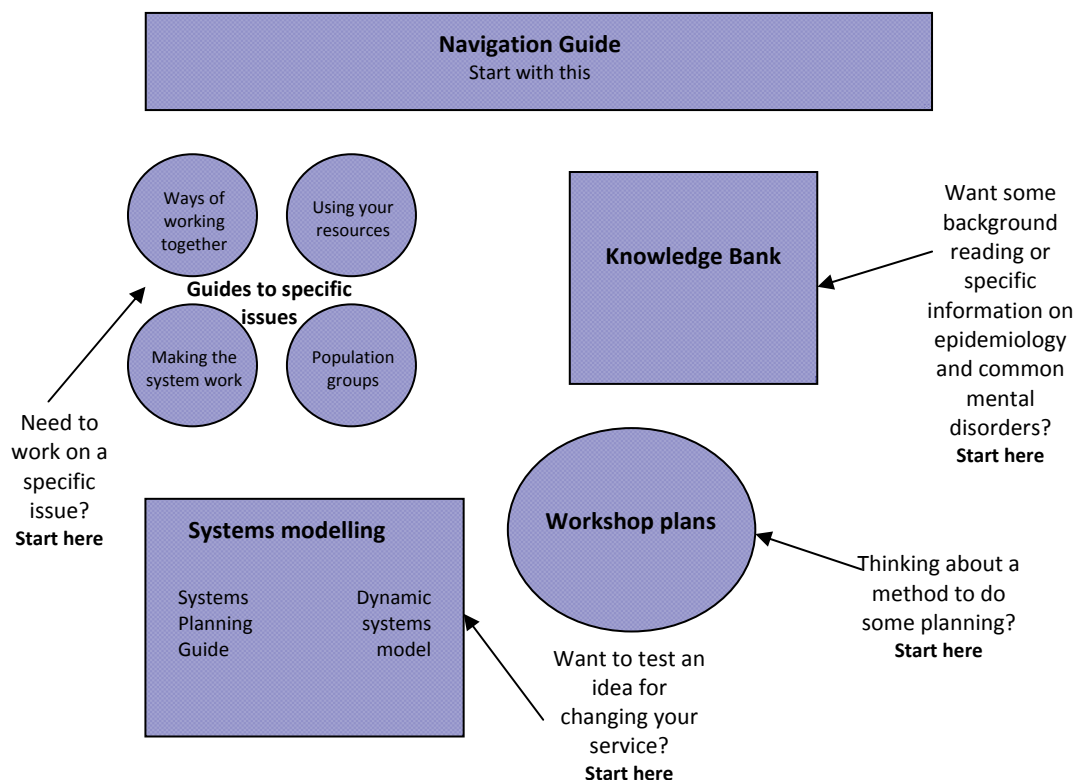 Navigation Guide
Start with this
Ways of
working
together
Using your
resources
Guides to specific
issues
Making the
system work
Population
groups
Need to
work on a
specific
issue?
Start here
Knowledge Bank
Want some
background
reading or
specific
information on
epidemiology
and common
mental
disorders?
Start here
Systems modelling
Systems
Planning
Guide
Dynamic
systems
model
Workshop plans
Thinking about a
method to do
some planning?
Start here
Want to test an
idea for
changing your
service?
Start here